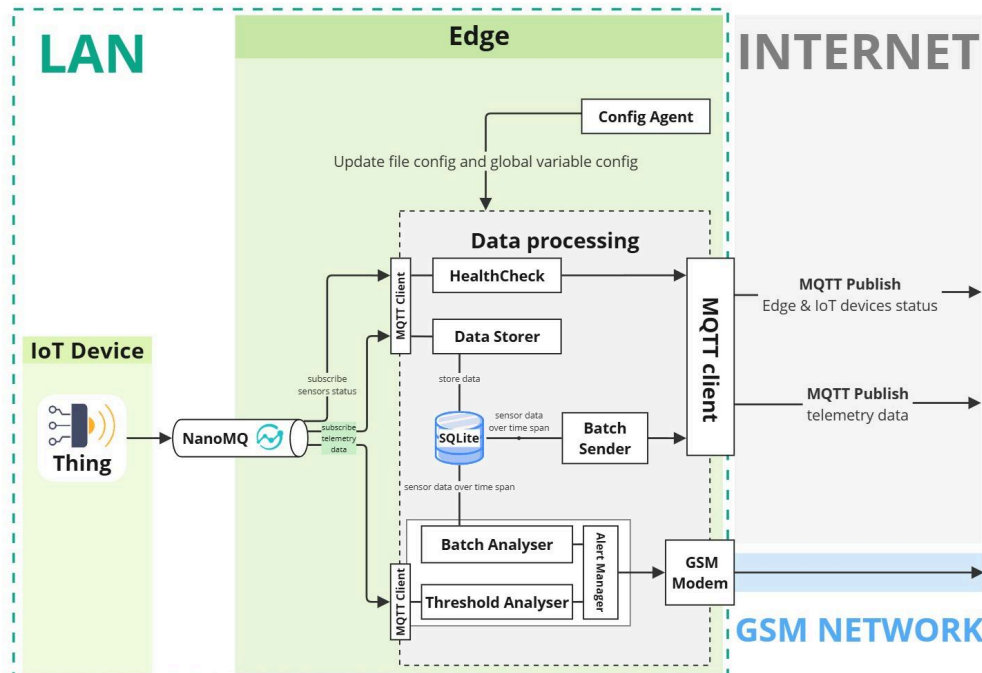 LAN
Edge
INTERNET
Config Agent
Update file config and global variable config
Data processing
MQTT Client
HealthCheck
Data Storer
MQTT client
MQTT Publish
Edge & IoT devices status
IoT Device
Thing
NanoMQ
subscribe
sensors status
subscribe
telemetry
data
store data
SQLite
sensor data
over time span
Batch
Sender
MQTT Publish
telemetry data
sensor data over time span
Batch Analyser
Alert Manager
MQTT Client
Threshold Analyser
GSM
Modem
GSM NETWORK